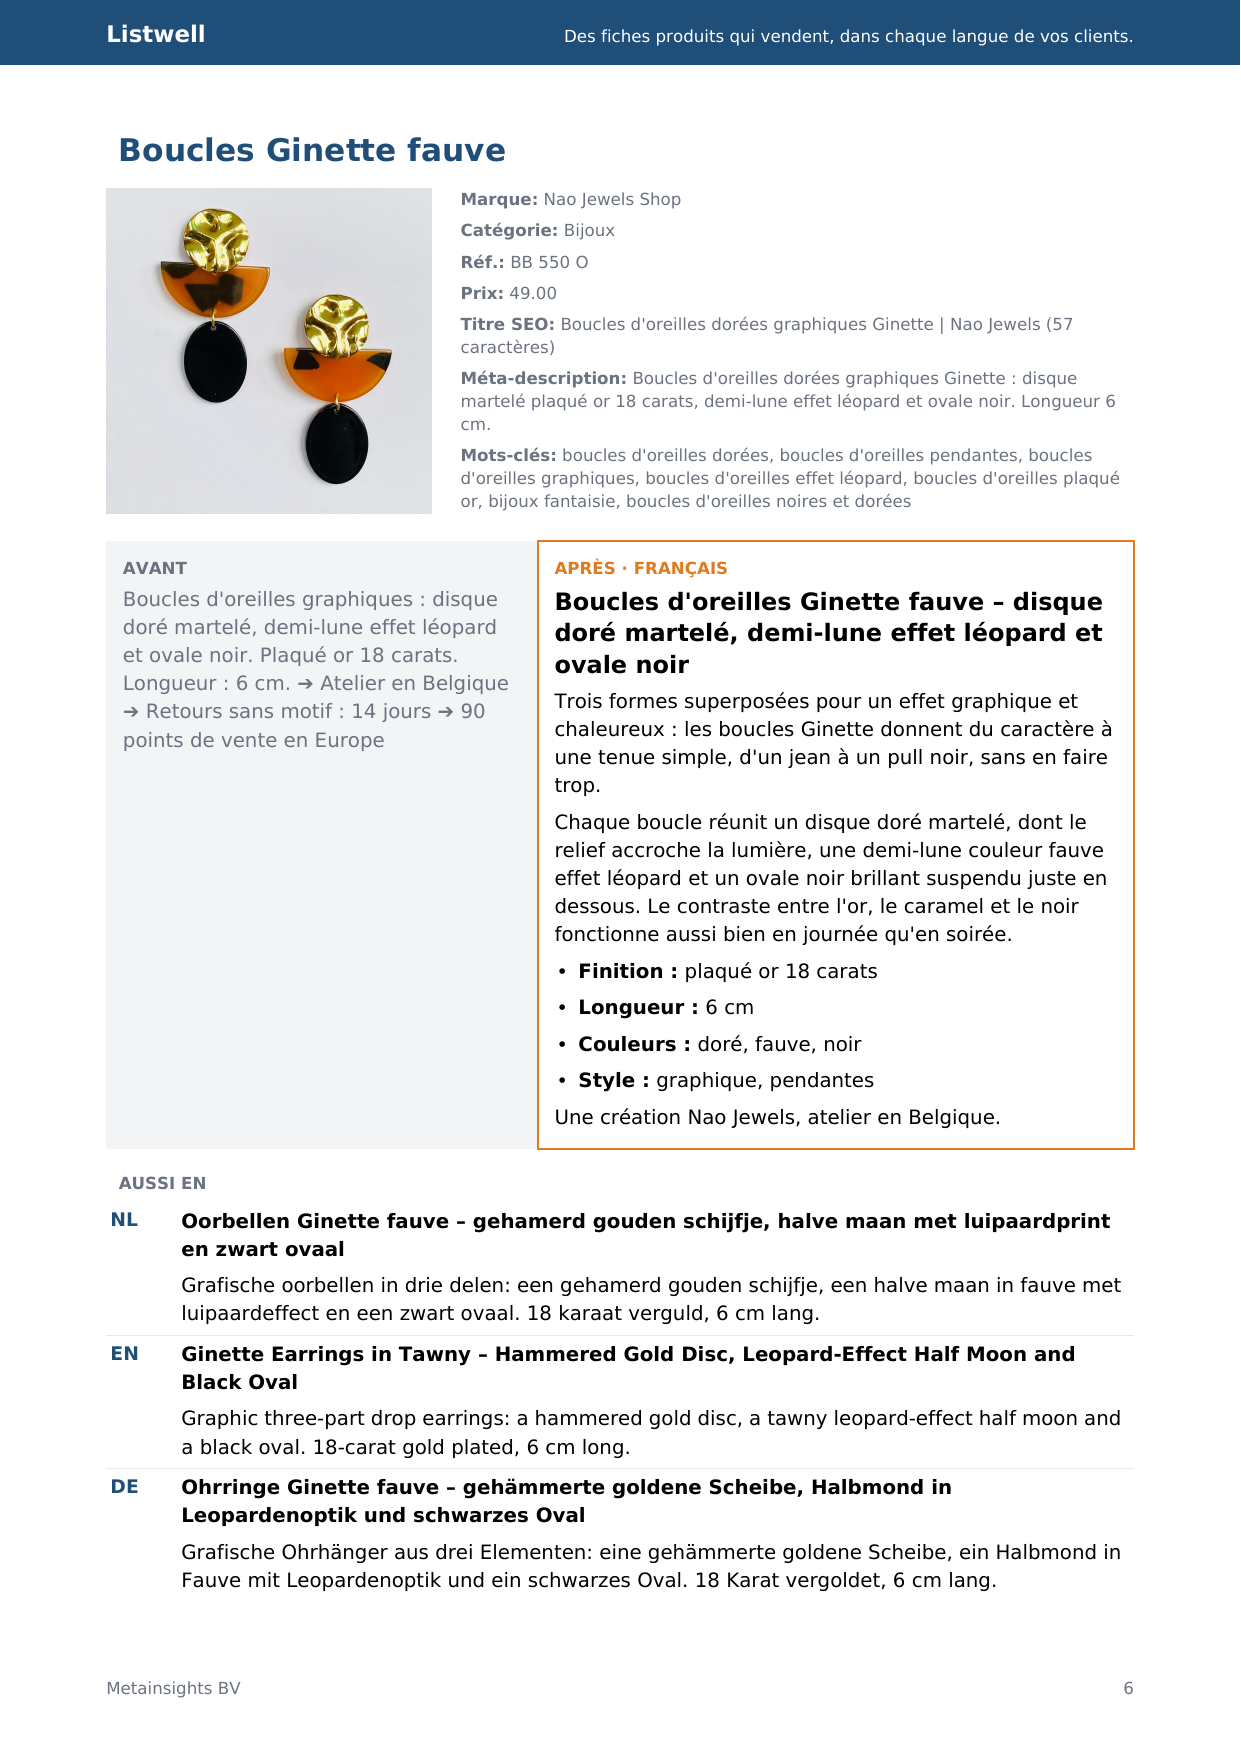 Listwell
Des fiches produits qui vendent, dans chaque langue de vos clients.
Boucles Ginette fauve
Marque: Nao Jewels Shop
Catégorie: Bijoux
Réf.: BB 550 O
Prix: 49.00
Titre SEO: Boucles d'oreilles dorées graphiques Ginette | Nao Jewels (57
caractères)
Méta-description: Boucles d'oreilles dorées graphiques Ginette : disque
martelé plaqué or 18 carats, demi-lune effet léopard et ovale noir. Longueur 6
cm.
Mots-clés: boucles d'oreilles dorées, boucles d'oreilles pendantes, boucles
d'oreilles graphiques, boucles d'oreilles effet léopard, boucles d'oreilles plaqué
or, bijoux fantaisie, boucles d'oreilles noires et dorées
AVANT
Boucles d'oreilles graphiques : disque
doré martelé, demi-lune effet léopard
et ovale noir. Plaqué or 18 carats.
Longueur : 6 cm. ➔ Atelier en Belgique
➔ Retours sans motif : 14 jours ➔ 90
points de vente en Europe
APRÈS · FRANÇAIS
Boucles d'oreilles Ginette fauve – disque
doré martelé, demi-lune effet léopard et
ovale noir
Trois formes superposées pour un effet graphique et
chaleureux : les boucles Ginette donnent du caractère à
une tenue simple, d'un jean à un pull noir, sans en faire
trop.
Chaque boucle réunit un disque doré martelé, dont le
relief accroche la lumière, une demi-lune couleur fauve
effet léopard et un ovale noir brillant suspendu juste en
dessous. Le contraste entre l'or, le caramel et le noir
fonctionne aussi bien en journée qu'en soirée.
• Finition : plaqué or 18 carats
• Longueur : 6 cm
• Couleurs : doré, fauve, noir
• Style : graphique, pendantes
Une création Nao Jewels, atelier en Belgique.
AUSSI EN
NL
Oorbellen Ginette fauve – gehamerd gouden schijfje, halve maan met luipaardprint
en zwart ovaal
Grafische oorbellen in drie delen: een gehamerd gouden schijfje, een halve maan in fauve met
luipaardeffect en een zwart ovaal. 18 karaat verguld, 6 cm lang.
EN
Ginette Earrings in Tawny – Hammered Gold Disc, Leopard-Effect Half Moon and
Black Oval
Graphic three-part drop earrings: a hammered gold disc, a tawny leopard-effect half moon and
a black oval. 18-carat gold plated, 6 cm long.
DE
Ohrringe Ginette fauve – gehämmerte goldene Scheibe, Halbmond in
Leopardenoptik und schwarzes Oval
Grafische Ohrhänger aus drei Elementen: eine gehämmerte goldene Scheibe, ein Halbmond in
Fauve mit Leopardenoptik und ein schwarzes Oval. 18 Karat vergoldet, 6 cm lang.
Metainsights BV
6